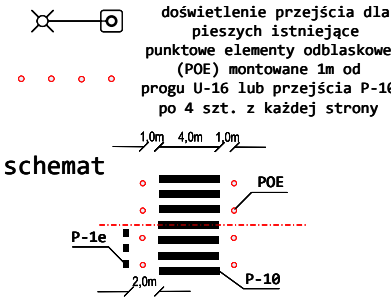 doświetlenie przejścia dla
pieszych istniejące
punktowe elementy odblaskowe
(POE) montowane 1m od
progu U-16 lub przejścia P-10
po 4 szt. z każdej strony
1,0m 4,0m 1,0m
schemat
POE
P-1e
P-10
2,0m